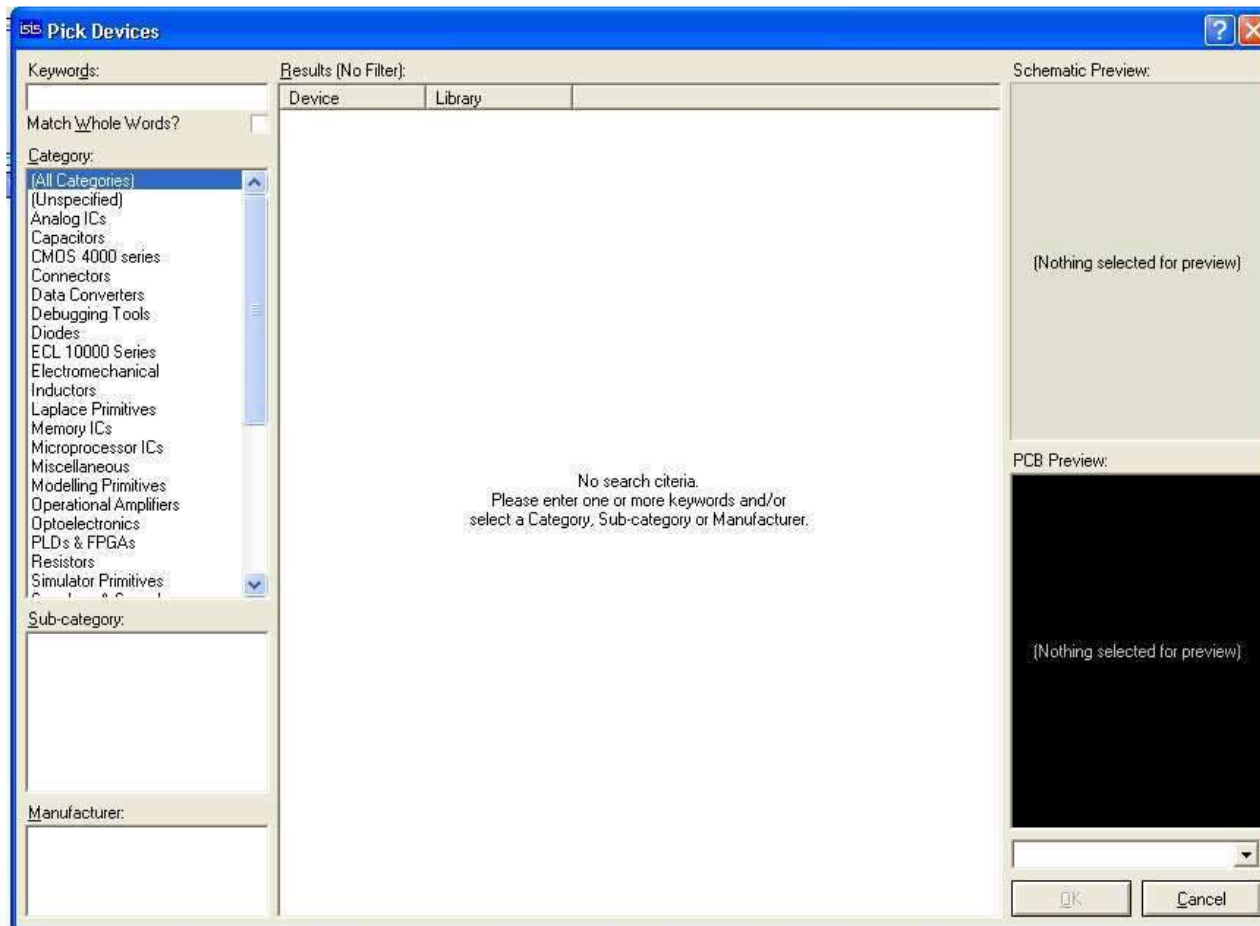 isis Pick Devices
Keywords:
Match Whole Words?
Category:
(All Categories)
(Unspecified)
Analog ICs
Capacitors
CMOS 4000 series
Connectors
Data Converters
Debugging Tools
Diodes
ECL 10000 Series
Electromechanical
Inductors
Laplace Primitives
Memory ICs
Microprocessor ICs
Miscellaneous
Modelling Primitives
Operational Amplifiers
Optoelectronics
PLDs & FPGAs
Resistors
Simulator Primitives
Sub-category:
Manufacturer:
Results (No Filter):
Device Library
No search citeria.
Please enter one or more keywords and/or
select a Category, Sub-category or Manufacturer.
Schematic Preview:
(Nothing selected for preview)
PCB Preview:
(Nothing selected for preview)
OK Cancel